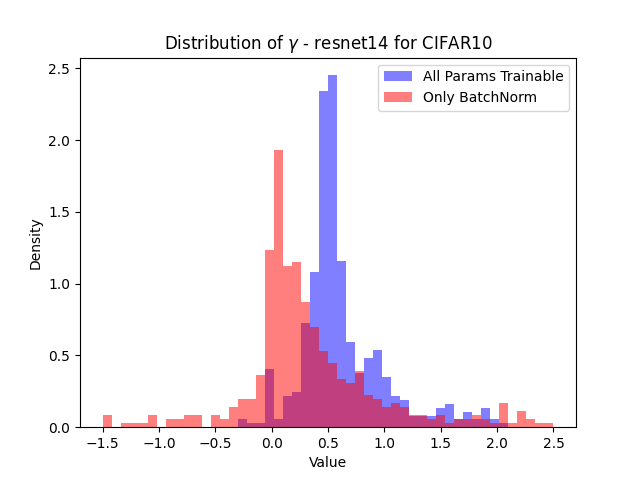 Distribution of γ - resnet14 for CIFAR10
All Params Trainable
Only BatchNorm
Density
2.5
2.0
1.5
1.0
0.5
0.0
−1.5 −1.0 −0.5 0.0 0.5 1.0 1.5 2.0 2.5
Value